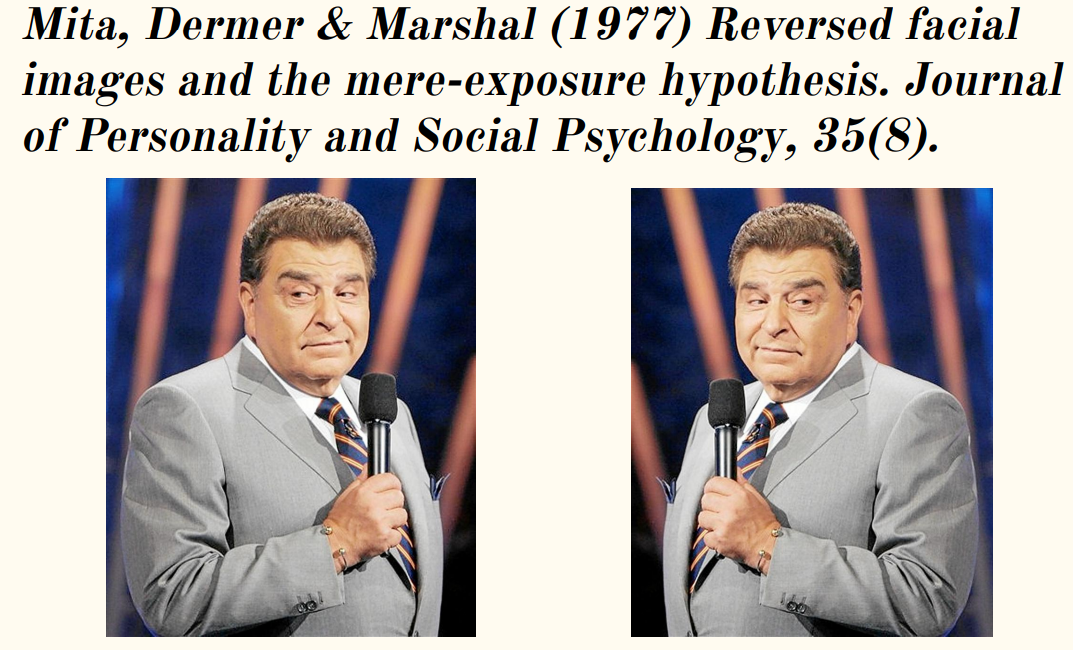 Mita, Dermer & Marshal (1977) Reversed facial
images and the mere-exposure hypothesis. Journal
of Personality and Social Psychology, 35(8).